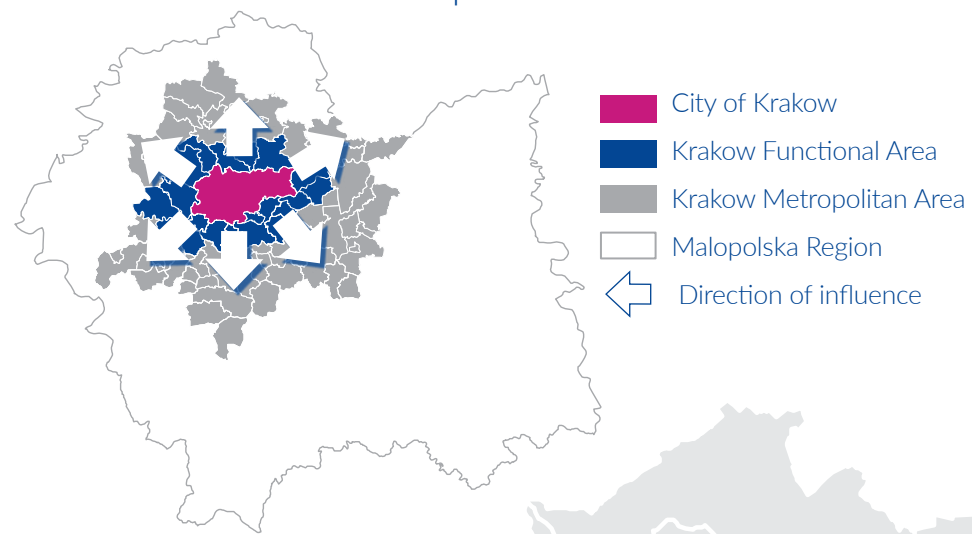 City of Krakow
Krakow Functional Area
Krakow Metropolitan Area
Malopolska Region
Direction of influence